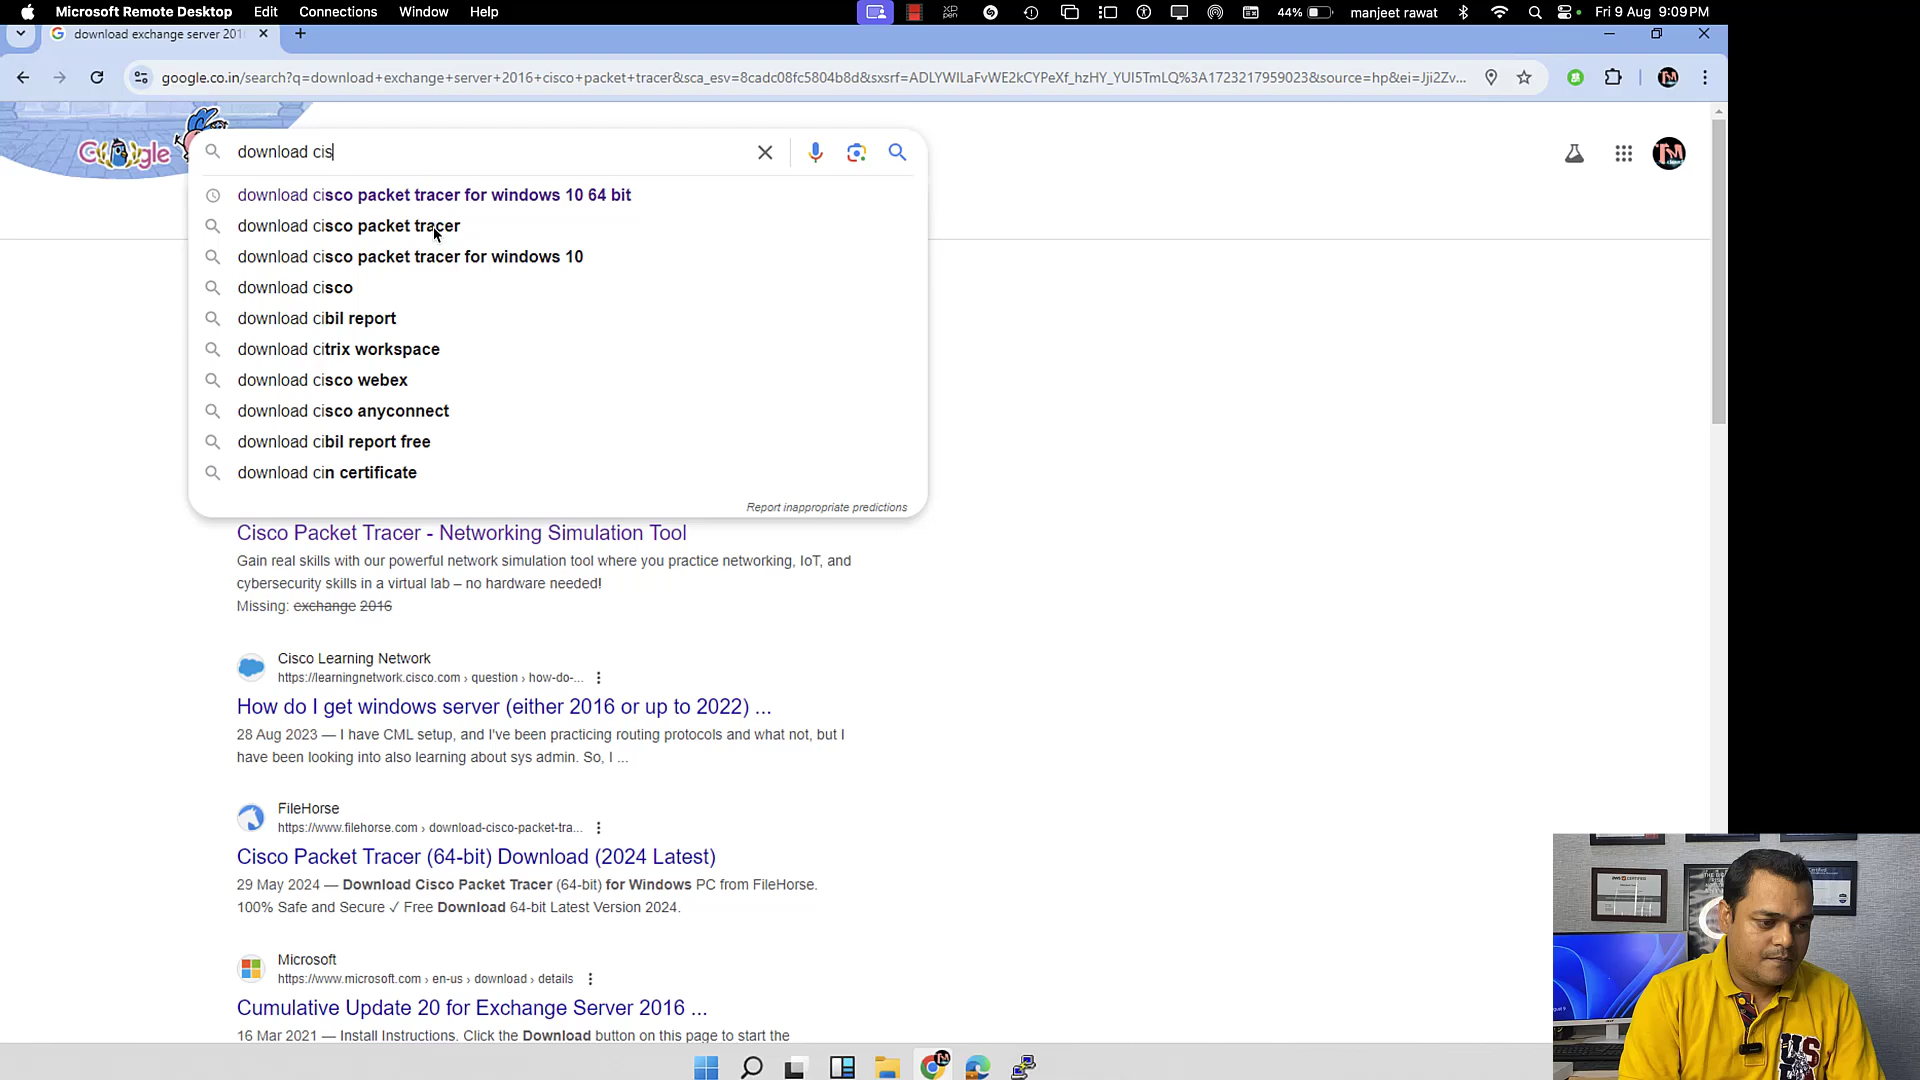 Microsoft Remote Desktop Edit Connections Window Help
XP
pen
44%
manjeet rawat
Fri 9 Aug 9:09 PM
download exchange server 201
google.co.in/search?q=download+exchange+server+2016+cisco+packet+tracer&sca_esv=8cadc08fc5804b8d&sxsrf=ADLYWILaFvWE2kCYPeXf_hzHY_YUI5TmLQ%3A1723217959023&source=hp&ei=Jji2Zv...
Google
download cis
download cisco packet tracer for windows 10 64 bit
download cisco packet tracer
download cisco packet tracer for windows 10
download cisco
download cibil report
download citrix workspace
download cisco webex
download cisco anyconnect
download cibil report free
download cin certificate
Report inappropriate predictions
Cisco Packet Tracer - Networking Simulation Tool
Gain real skills with our powerful network simulation tool where you practice networking, IoT, and
cybersecurity skills in a virtual lab – no hardware needed!
Missing: exchange 2016
Cisco Learning Network
https://learningnetwork.cisco.com › question › how-do-...
How do I get windows server (either 2016 or up to 2022) ...
28 Aug 2023 — I have CML setup, and I've been practicing routing protocols and what not, but I
have been looking into also learning about sys admin. So, I ...
FileHorse
https://www.filehorse.com › download-cisco-packet-tra...
Cisco Packet Tracer (64-bit) Download (2024 Latest)
29 May 2024 — Download Cisco Packet Tracer (64-bit) for Windows PC from FileHorse.
100% Safe and Secure ✓ Free Download 64-bit Latest Version 2024.
Microsoft
https://www.microsoft.com › en-us › download › details
Cumulative Update 20 for Exchange Server 2016 ...
16 Mar 2021 — Install Instructions. Click the Download button on this page to start the